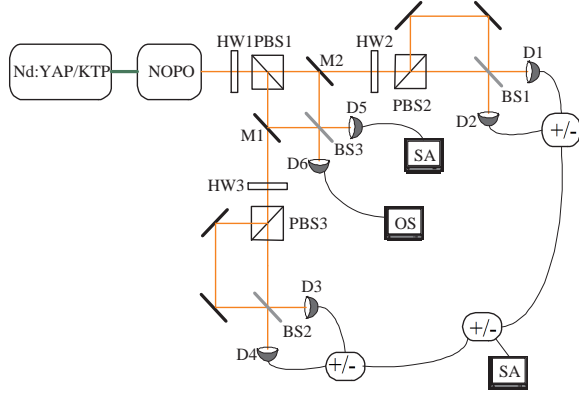 HW1 PBS1
M2
HW2
D1
Nd:YAP/KTP
NOPO
PBS2
BS1
D2
+/-
M1
D5
BS3
D6
SA
HW3
OS
PBS3
D3
BS2
D4
+/-
+/-
SA